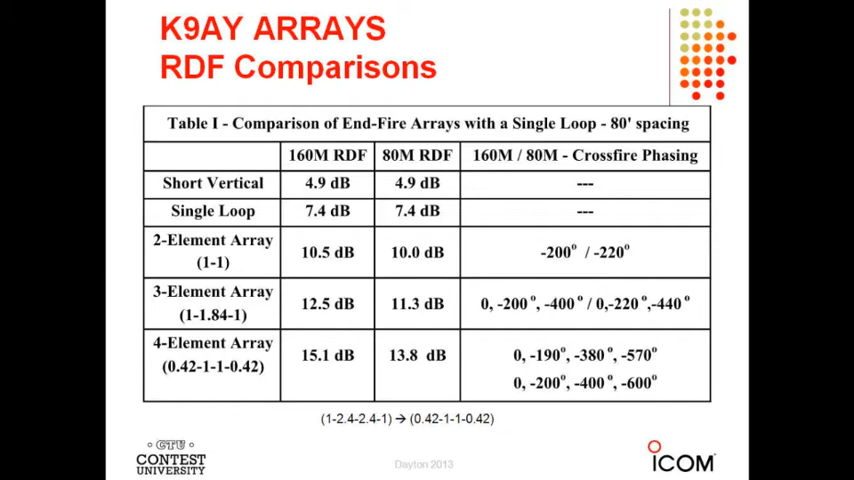 K9AY ARRAYS
RDF Comparisons
Table I - Comparison of End-Fire Arrays with a Single Loop - 80' spacing
160M RDF 80M RDF 160M / 80M - Crossfire Phasing
Short Vertical 4.9 dB 4.9 dB ---
Single Loop 7.4 dB 7.4 dB ---
2-Element Array
(1-1) 10.5 dB 10.0 dB -200° / -220°
3-Element Array
(1-1.84-1) 12.5 dB 11.3 dB 0, -200°, -400° / 0,-220°,-440°
4-Element Array
(0.42-1-1-0.42) 15.1 dB 13.8 dB 0, -190°, -380°, -570°
0, -200°, -400°, -600°
(1-2.4-2.4-1) → (0.42-1-1-0.42)
CTU
CONTEST
UNIVERSITY
Dayton 2013
ICOM